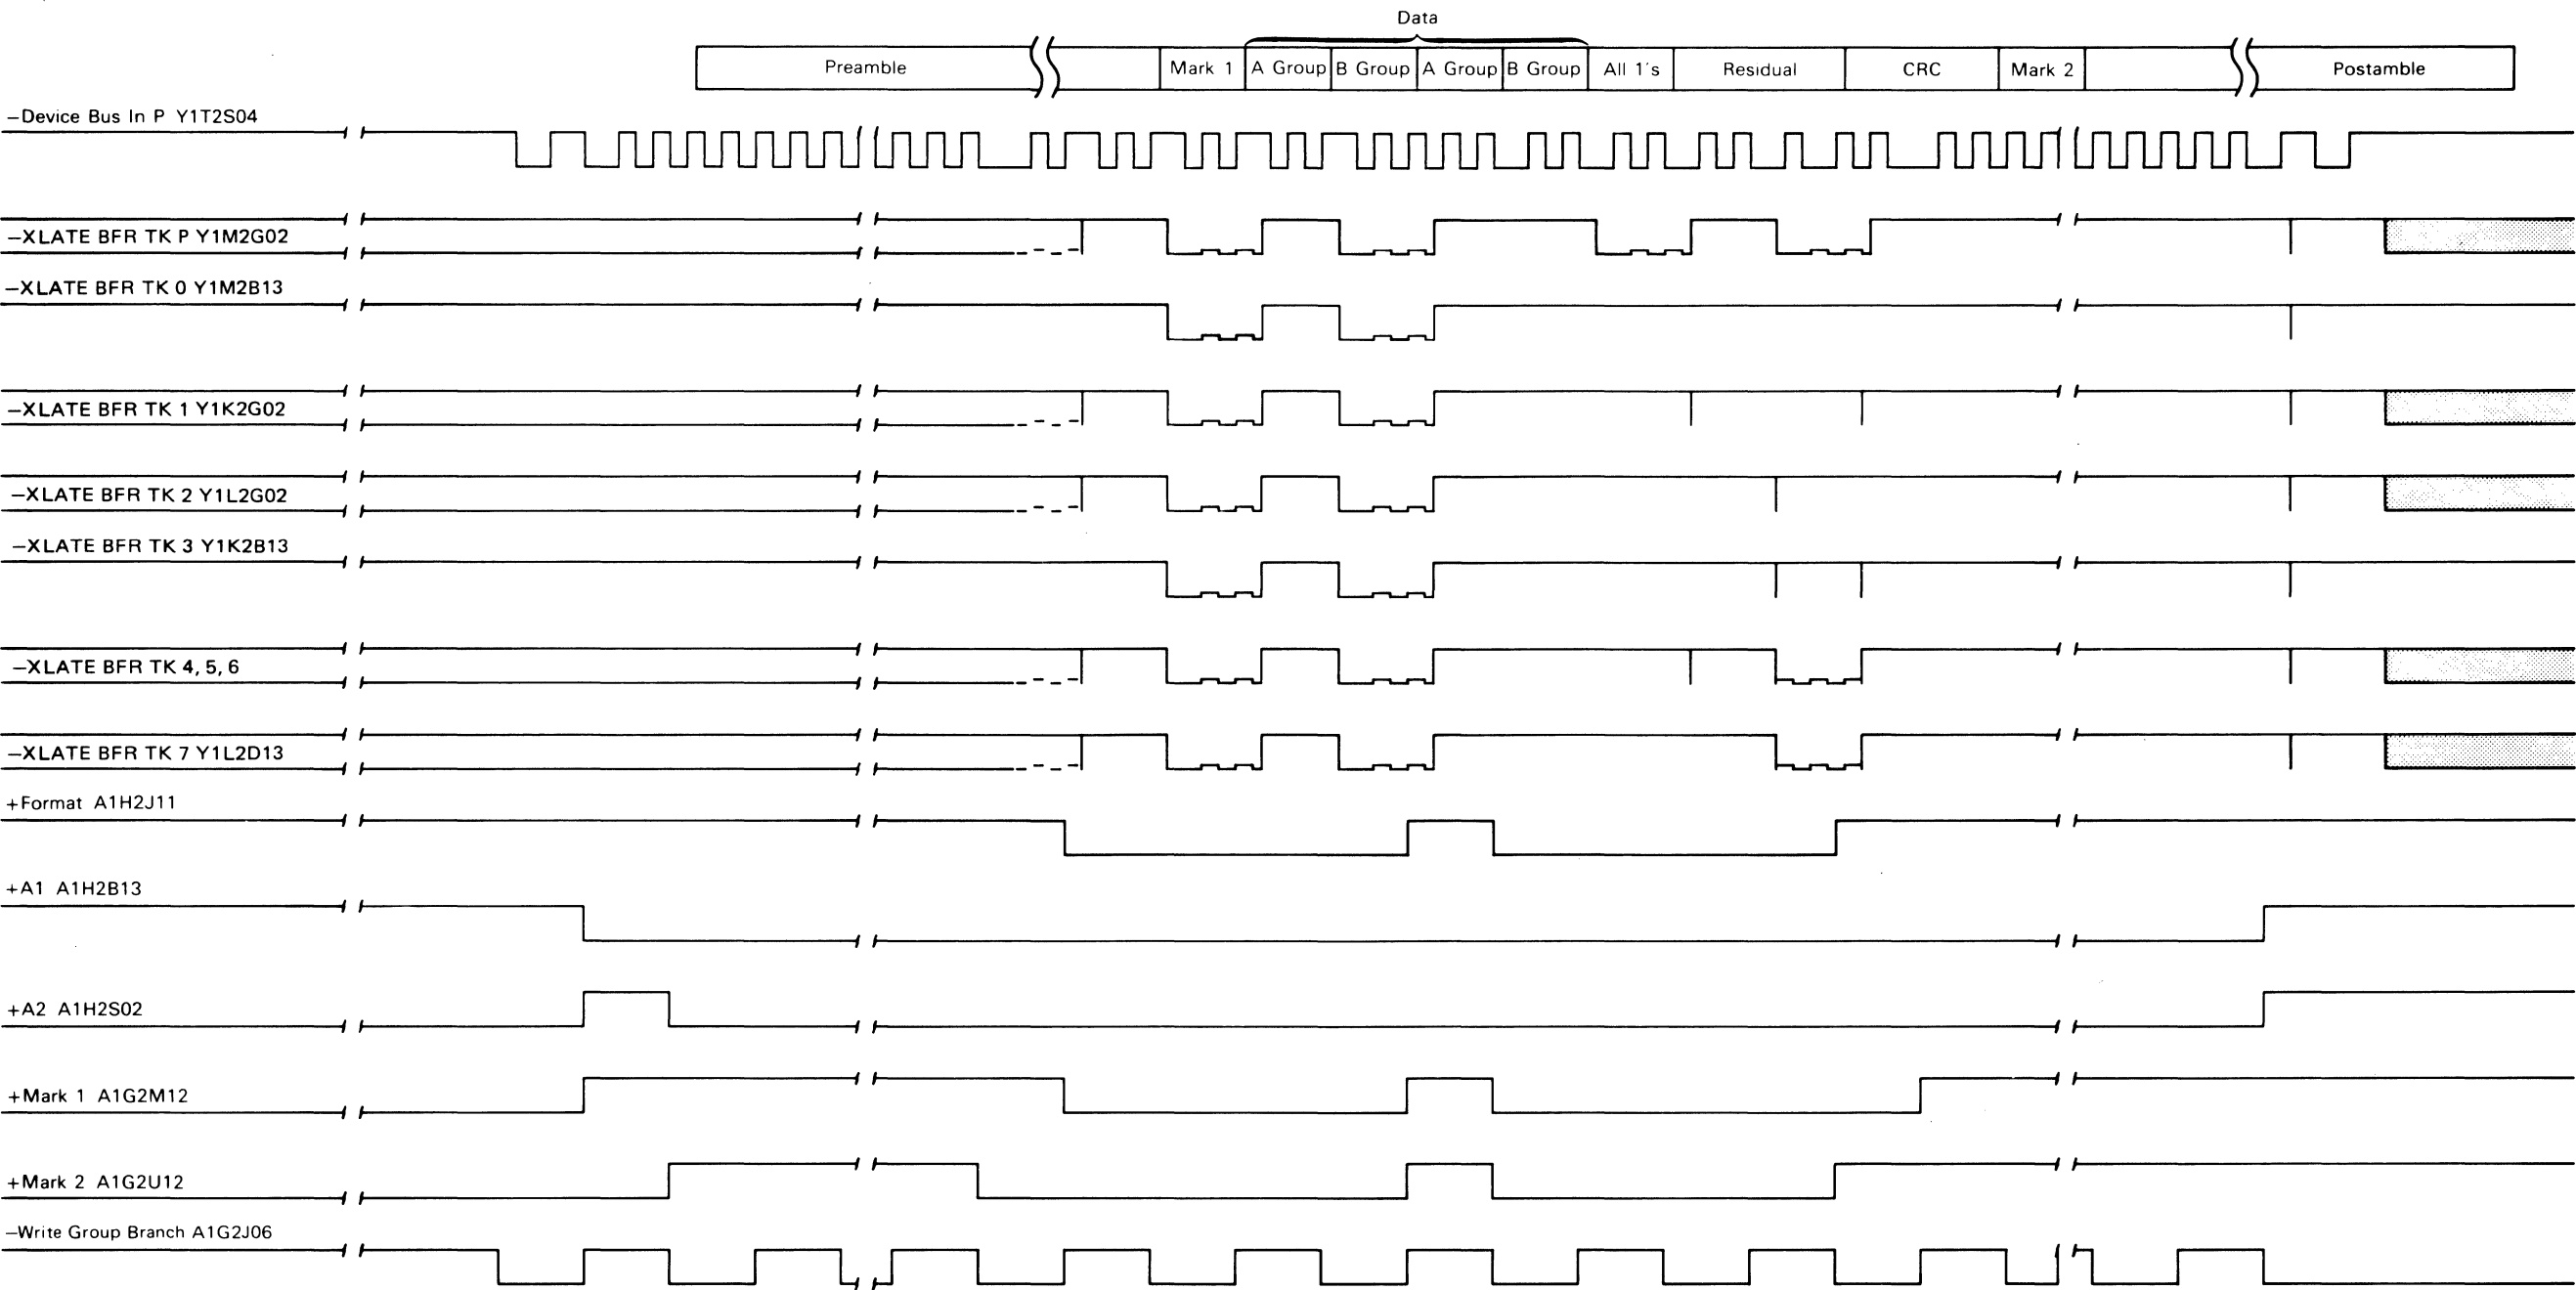 Data
Preamble Mark 1 A Group B Group A Group B Group All 1's Residual CRC Mark 2 Postamble
–Device Bus In P Y1T2S04
–XLATE BFR TK P Y1M2G02
–XLATE BFR TK 0 Y1M2B13
–XLATE BFR TK 1 Y1K2G02
–XLATE BFR TK 2 Y1L2G02
–XLATE BFR TK 3 Y1K2B13
–XLATE BFR TK 4, 5, 6
–XLATE BFR TK 7 Y1L2D13
+Format A1H2J11
+A1 A1H2B13
+A2 A1H2S02
+Mark 1 A1G2M12
+Mark 2 A1G2U12
–Write Group Branch A1G2J06